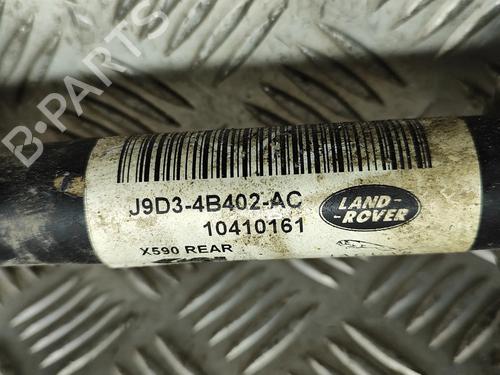 B-PARTS
J9D3-4B402-AC
10410161
X590 REAR
LAND-
-ROVER